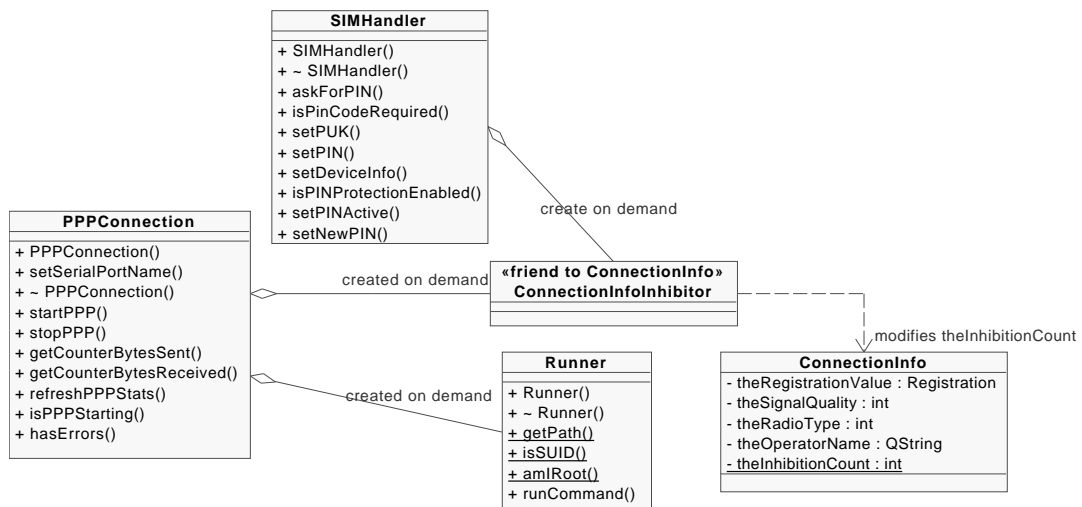 SIMHandler
+ SIMHandler()
+ ~ SIMHandler()
+ askForPIN()
+ isPinCodeRequired()
+ setPUK()
+ setPIN()
+ setDeviceInfo()
+ isPINProtectionEnabled()
+ setPINActive()
+ setNewPIN()
create on demand
PPPConnection
+ PPPConnection()
+ setSerialPortName()
+ ~ PPPConnection()
+ startPPP()
+ stopPPP()
+ getCounterBytesSent()
+ getCounterBytesReceived()
+ refreshPPPStats()
+ isPPPStarting()
+ hasErrors()
created on demand
«friend to ConnectionInfo»
ConnectionInfoInhibitor
modifies theInhibitionCount
created on demand
Runner
+ Runner()
+ ~ Runner()
+ getPath()
+ isSUID()
+ amIRoot()
+ runCommand()
ConnectionInfo
- theRegistrationValue : Registration
- theSignalQuality : int
- theRadioType : int
- theOperatorName : QString
- theInhibitionCount : int